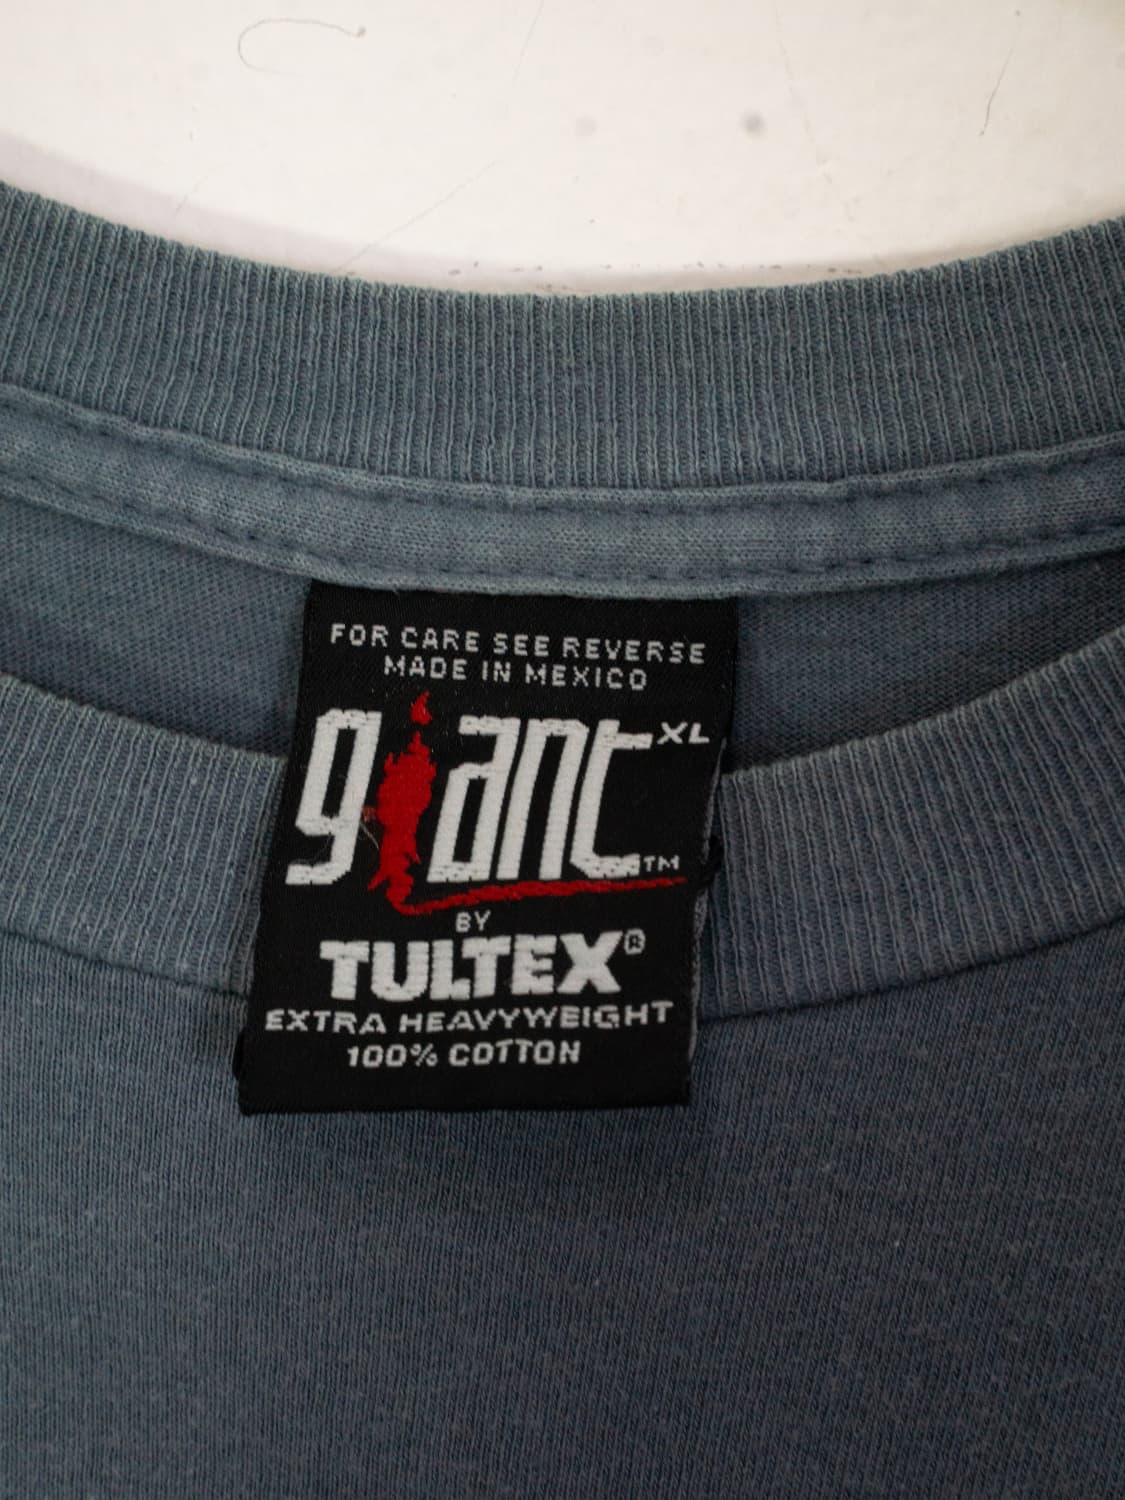 FOR CARE SEE REVERSE
MADE IN MEXICO
giant XL
TM
BY
TULTEX®
EXTRA HEAVYWEIGHT
100% COTTON